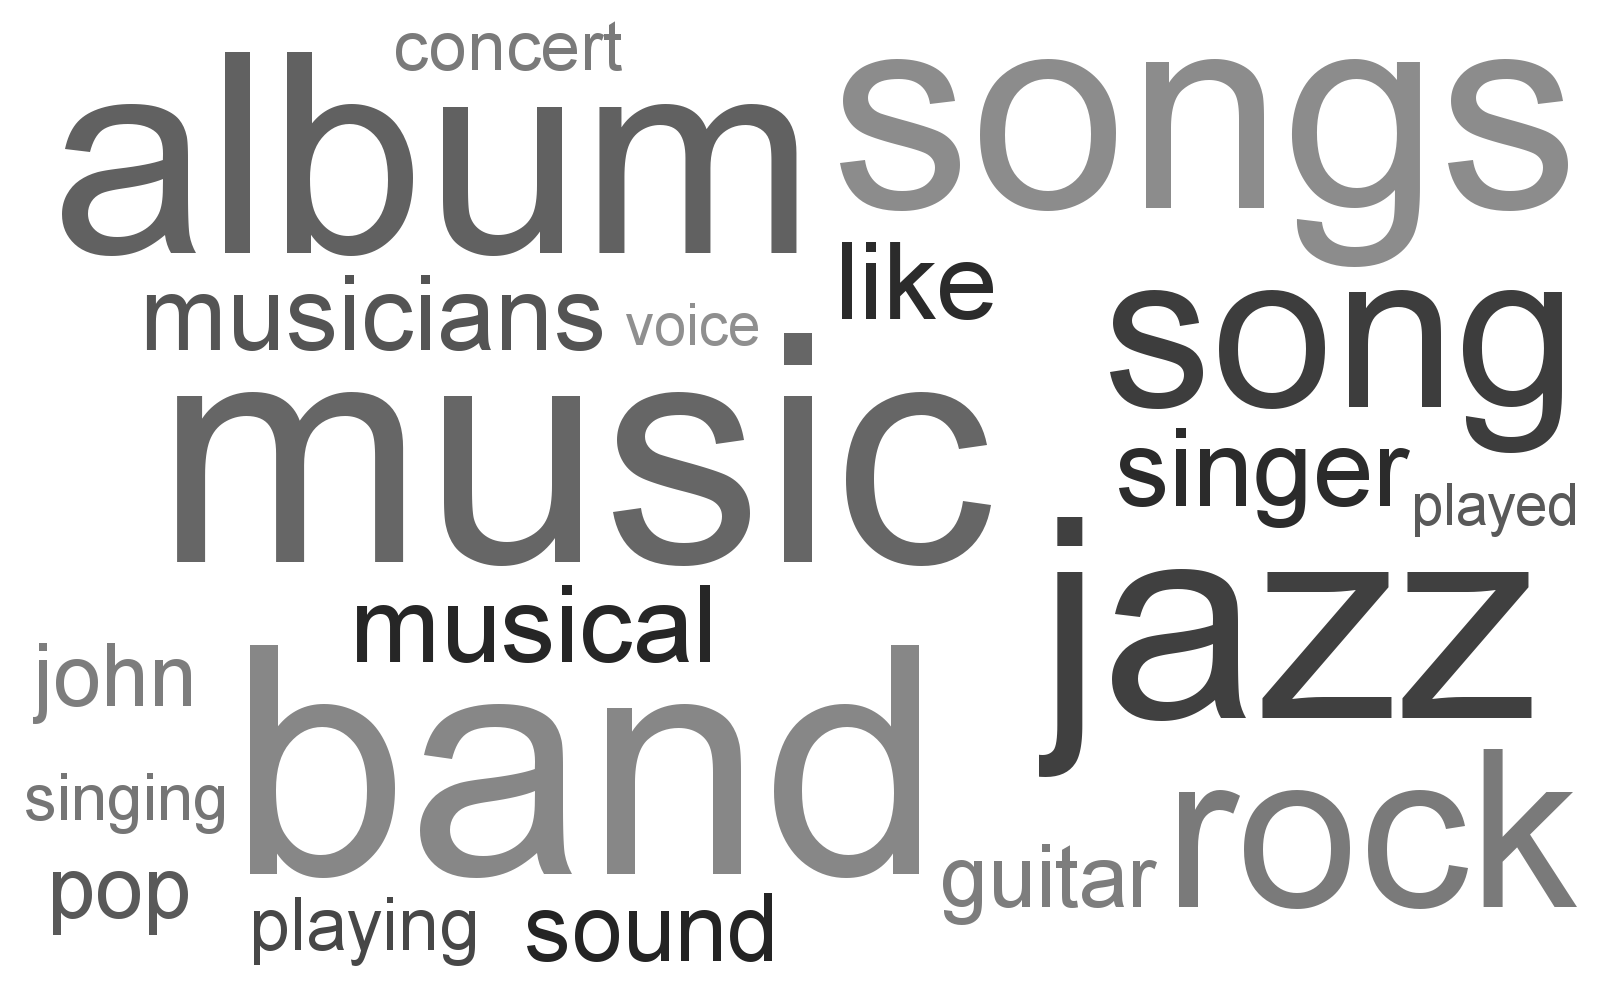 concert
album
songs
musicians
voice
like
music
song
singer
played
jazz
musical
john
band
singing
rock
pop
guitar
playing
sound